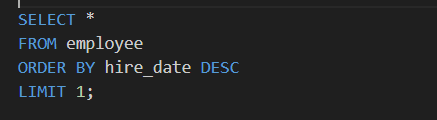 SELECT *
FROM employee
ORDER BY hire_date DESC
LIMIT 1;